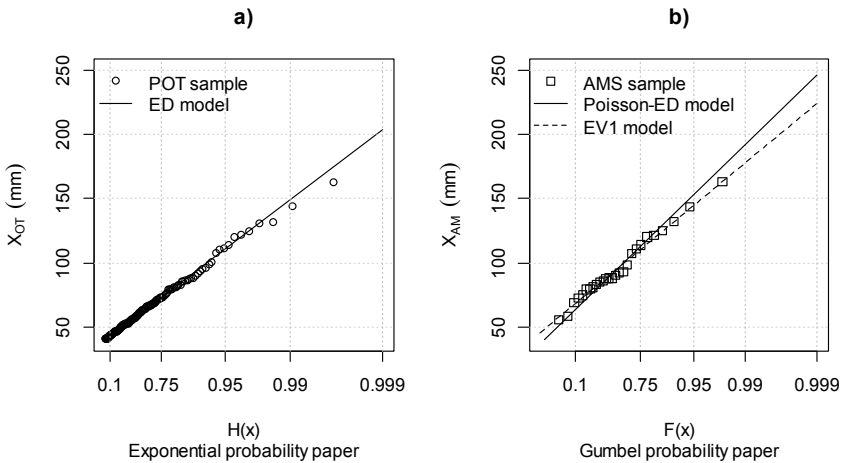 a)
250
200
150
100
50
X_OT (mm)
POT sample
ED model
0.1 0.75 0.95 0.99 0.999
H(x)
Exponential probability paper
b)
250
200
150
100
50
X_AM (mm)
AMS sample
Poisson-ED model
EV1 model
0.1 0.75 0.95 0.99 0.999
F(x)
Gumbel probability paper